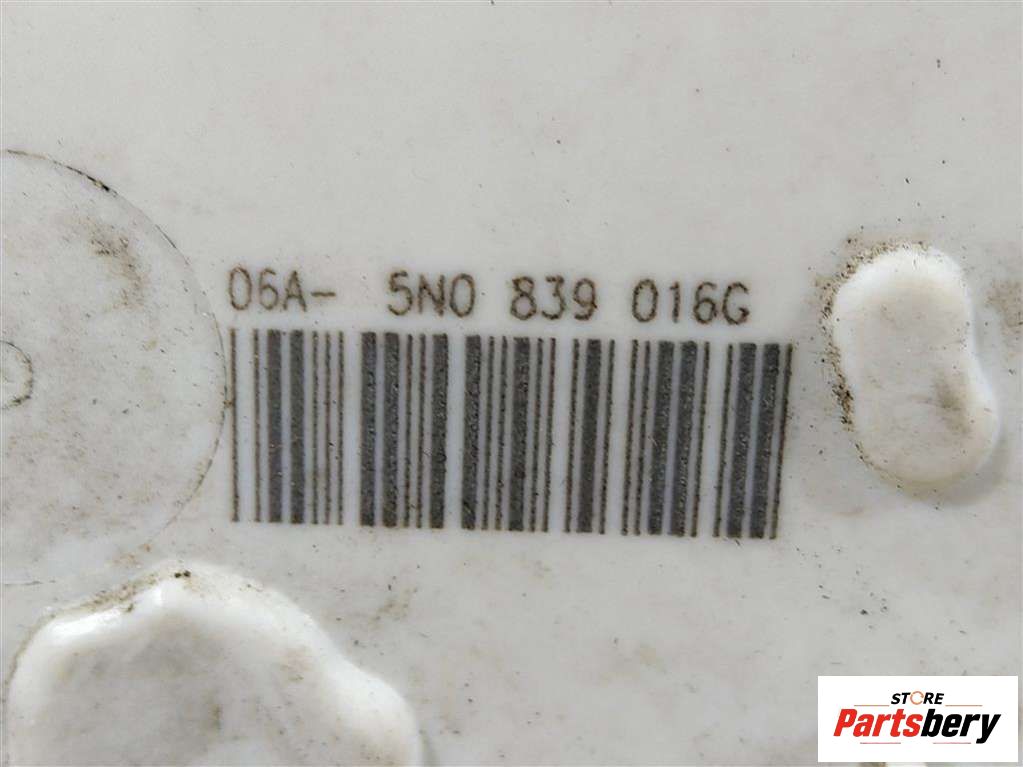 06A- 5N0 839 016G
STORE
Partsbery